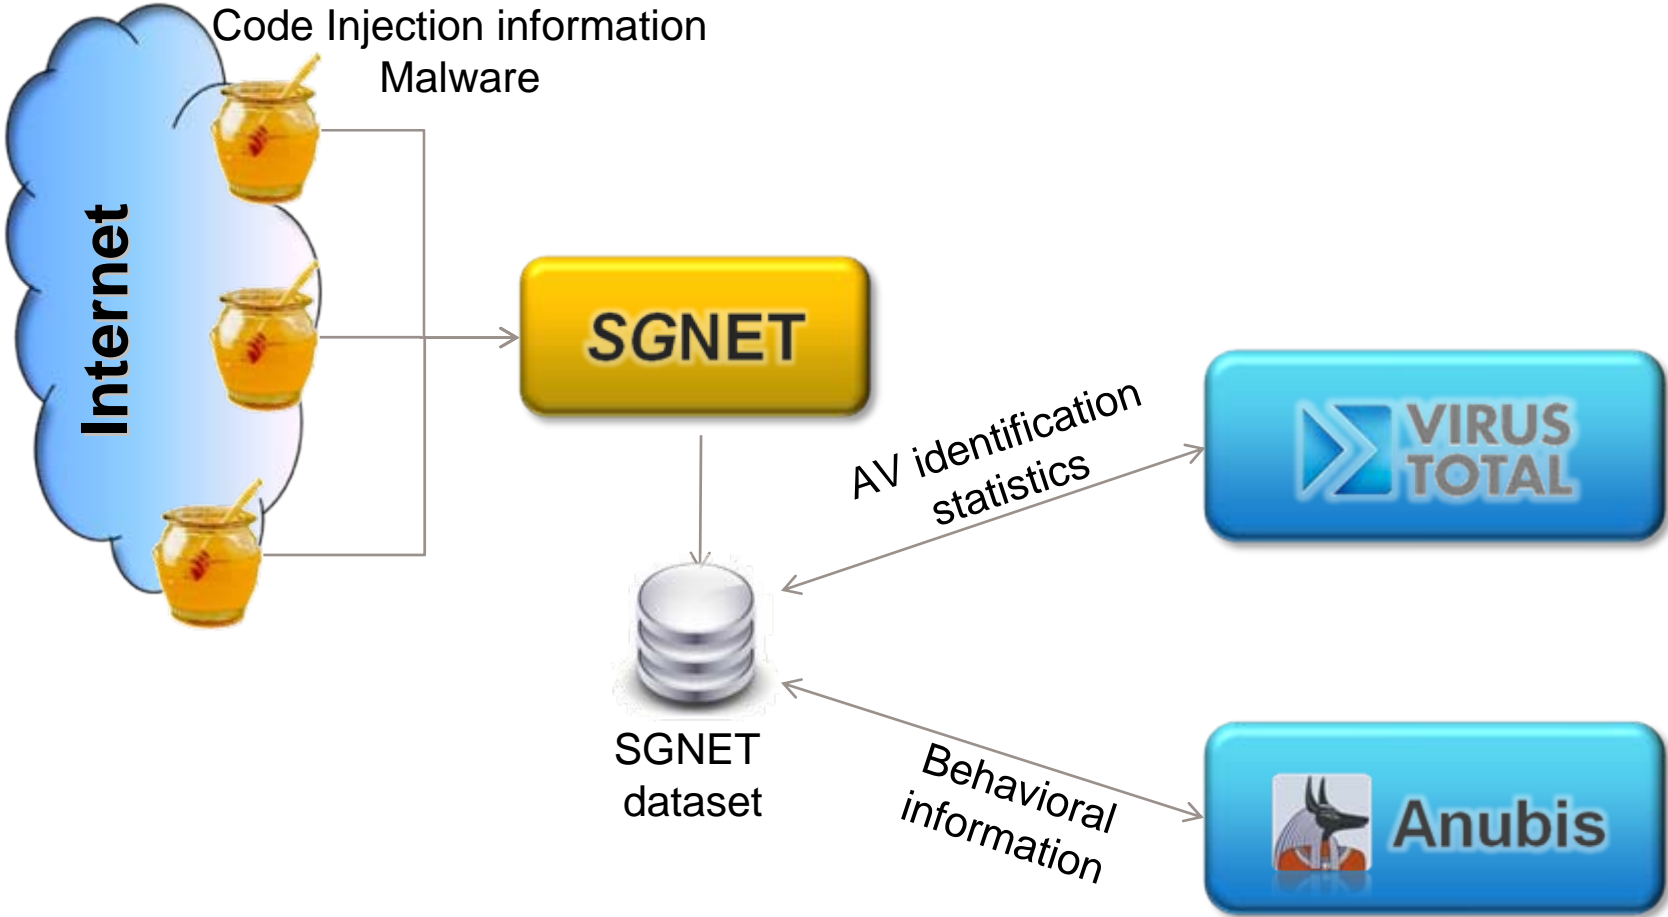 Code Injection information
Malware
Internet
SGNET
AV identification
statistics
VIRUS
TOTAL
SGNET
dataset
Behavioral
information
Anubis